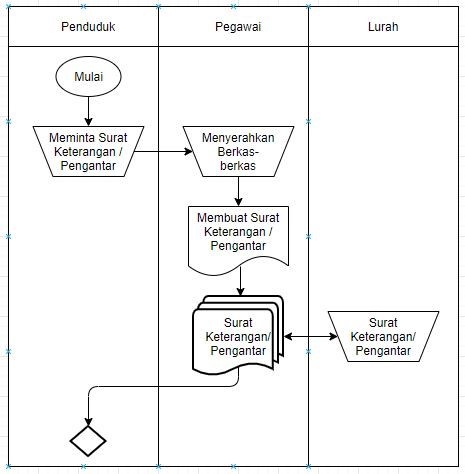 Penduduk
Pegawai
Lurah
Mulai
Meminta Surat
Keterangan /
Pengantar
Menyerahkan
Berkas-
berkas
Membuat Surat
Keterangan /
Pengantar
Surat
Keterangan/
Pengantar
Surat
Keterangan/
Pengantar